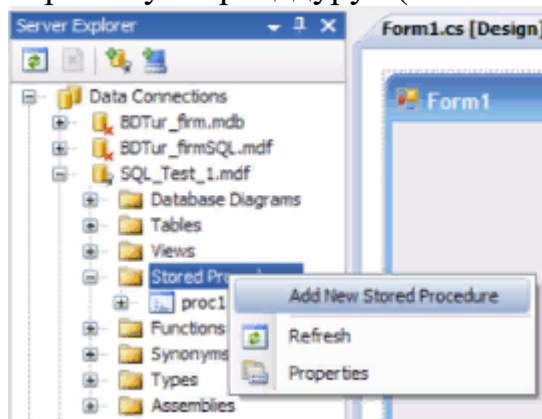 Server Explorer
Form1.cs [Design]
Data Connections
Form1
BDTur_firm.mdb
BDTur_firmSQL.mdf
SQL_Test_1.mdf
Database Diagrams
Tables
Views
Stored
proc1
Add New Stored Procedure
Functions
Refresh
Synonyms
Types
Properties
Assemblies